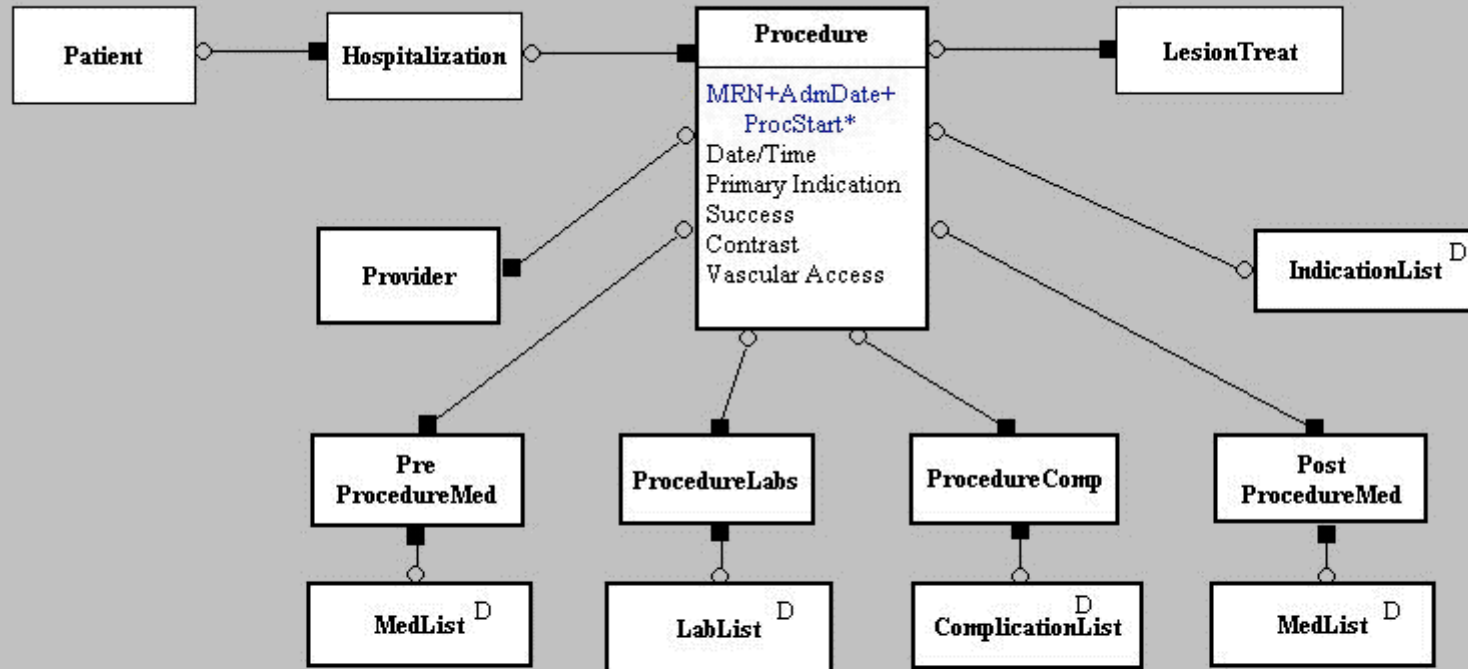 Patient
Hospitalization
Procedure
LesionTreat
MRN+AdmDate+
ProcStart*
Date/Time
Primary Indication
Success
Contrast
Vascular Access
Provider
IndicationList D
Pre
ProcedureMed
ProcedureLabs
ProcedureComp
Post
ProcedureMed
MedList D
LabList D
ComplicationList D
MedList D